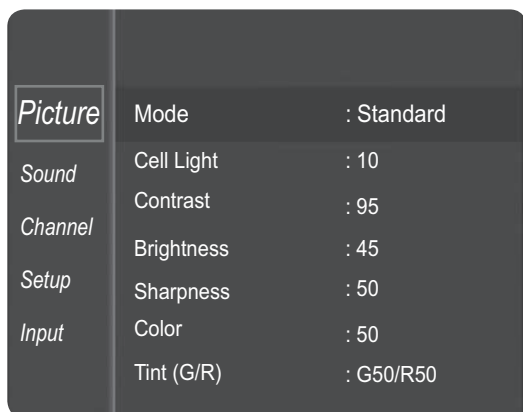 Picture
Sound
Channel
Setup
Input
Mode : Standard
Cell Light : 10
Contrast : 95
Brightness : 45
Sharpness : 50
Color : 50
Tint (G/R) : G50/R50